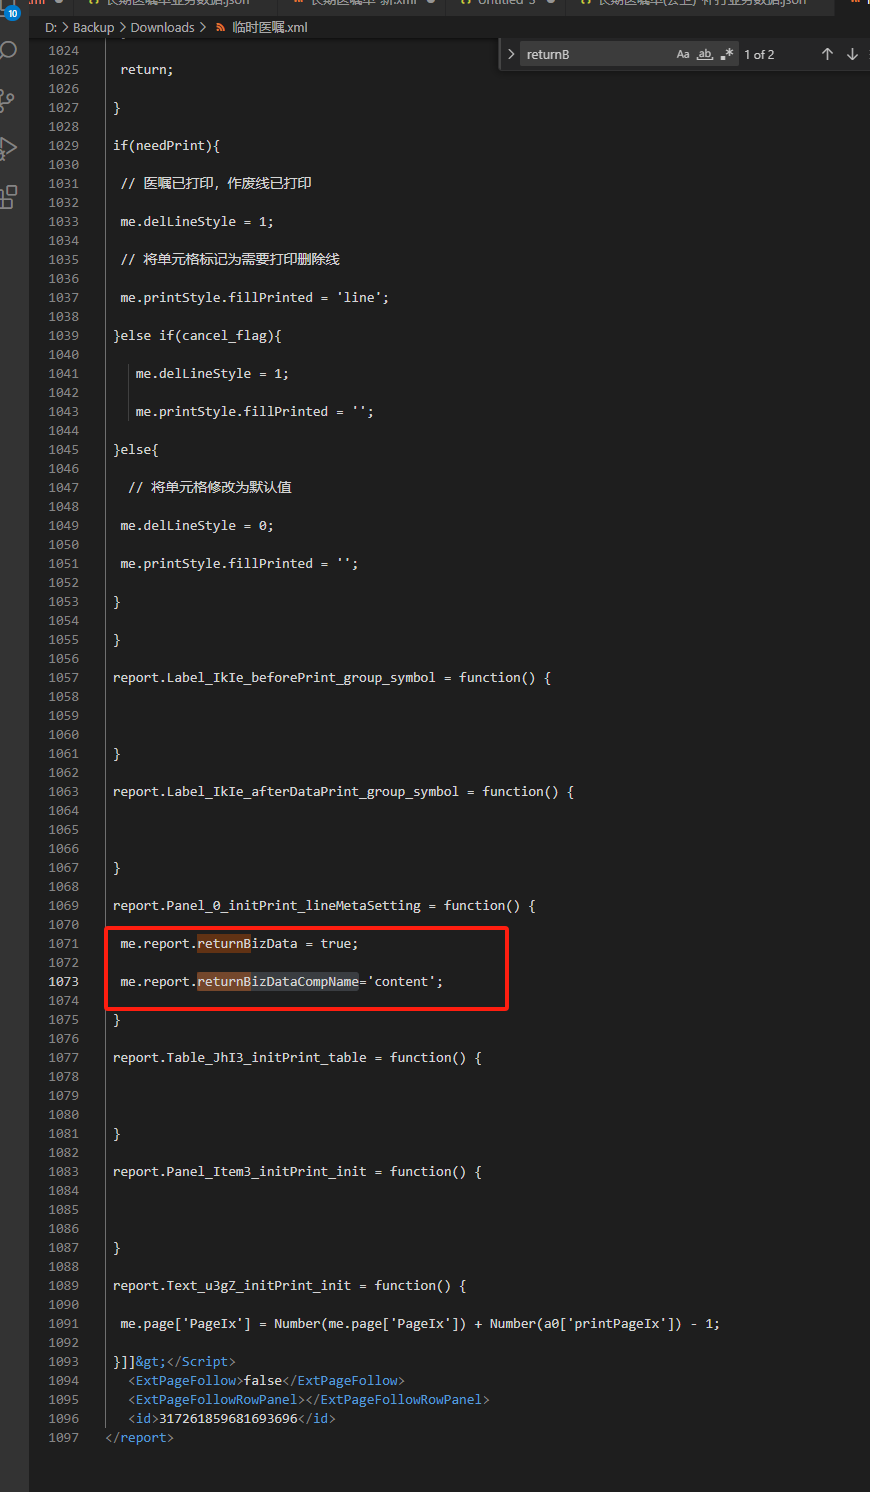 10
D: > Backup > Downloads > 临时医嘱.xml
returnB
Aa
ab
1 of 2
1024
1025 return;
1026
1027 }
1028
1029 if(needPrint){
1030
1031 // 医嘱已打印，作废线已打印
1032
1033 me.delLineStyle = 1;
1034
1035 // 将单元格标记为需要打印删除线
1036
1037 me.printStyle.fillPrinted = 'line';
1038
1039 }else if(cancel_flag){
1040
1041 me.delLineStyle = 1;
1042
1043 me.printStyle.fillPrinted = '';
1044
1045 }else{
1046
1047 // 将单元格修改为默认值
1048
1049 me.delLineStyle = 0;
1050
1051 me.printStyle.fillPrinted = '';
1052
1053 }
1054
1055 }
1056
1057 report.Label_IkIe_beforePrint_group_symbol = function() {
1058
1059
1060
1061 }
1062
1063 report.Label_IkIe_afterDataPrint_group_symbol = function() {
1064
1065
1066
1067 }
1068
1069 report.Panel_0_initPrint_lineMetaSetting = function() {
1070
1071 me.report.returnBizData = true;
1072
1073 me.report.returnBizDataCompName='content';
1074
1075 }
1076
1077 report.Table_JhI3_initPrint_table = function() {
1078
1079
1080
1081 }
1082
1083 report.Panel_Item3_initPrint_init = function() {
1084
1085
1086
1087 }
1088
1089 report.Text_u3gZ_initPrint_init = function() {
1090
1091 me.page['PageIx'] = Number(me.page['PageIx']) + Number(a0['printPageIx']) - 1;
1092
1093 }]]&gt;</Script>
1094 <ExtPageFollow>false</ExtPageFollow>
1095 <ExtPageFollowRowPanel></ExtPageFollowRowPanel>
1096 <id>317261859681693696</id>
1097 </report>